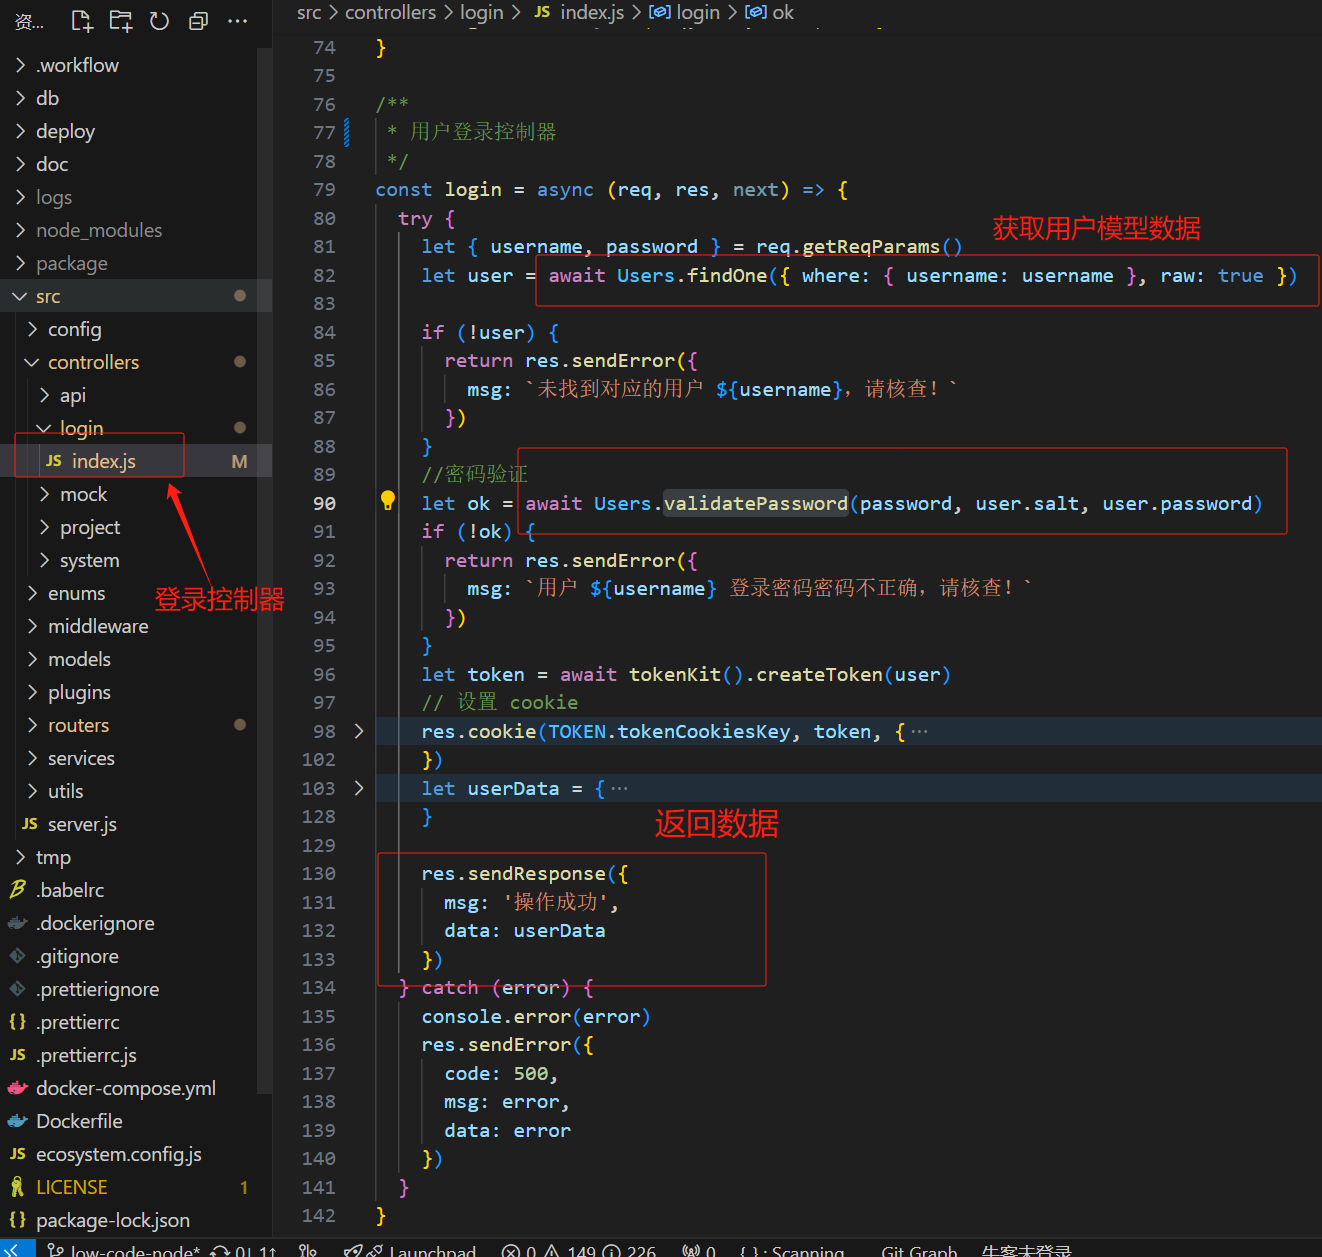 资...
.workflow
db
deploy
doc
logs
node_modules
package
src
config
controllers
api
login
JS index.js M
mock
project
system
登录控制器
enums
middleware
models
plugins
routers
services
utils
JS server.js
tmp
.babelrc
.dockerignore
.gitignore
.prettierignore
{} .prettierrc
JS .prettierrc.js
docker-compose.yml
Dockerfile
JS ecosystem.config.js
LICENSE 1
{} package-lock.json
src > controllers > login > JS index.js > login > ok
74 }
75
76 /**
77 * 用户登录控制器
78 */
79 const login = async (req, res, next) => {
80 try {
获取用户模型数据
81 let { username, password } = req.getReqParams()
82 let user = await Users.findOne({ where: { username: username }, raw: true })
83
84 if (!user) {
85 return res.sendError({
86 msg: `未找到对应的用户 ${username}，请核查！`
87 })
88 }
89 //密码验证
90 let ok = await Users.validatePassword(password, user.salt, user.password)
91 if (!ok) {
92 return res.sendError({
93 msg: `用户 ${username} 登录密码密码不正确，请核查！`
94 })
95 }
96 let token = await tokenKit().createToken(user)
97 // 设置 cookie
98 res.cookie(TOKEN.tokenCookiesKey, token, {···
102 })
103 let userData = {···
128 }
返回数据
129
130 res.sendResponse({
131 msg: '操作成功',
132 data: userData
133 })
134 } catch (error) {
135 console.error(error)
136 res.sendError({
137 code: 500,
138 msg: error,
139 data: error
140 })
141 }
142 }
low-code-node* 0↓ 1↑ Launchpad 0 149 226 0 {} : Scanning.. Git Graph 牛客未登录